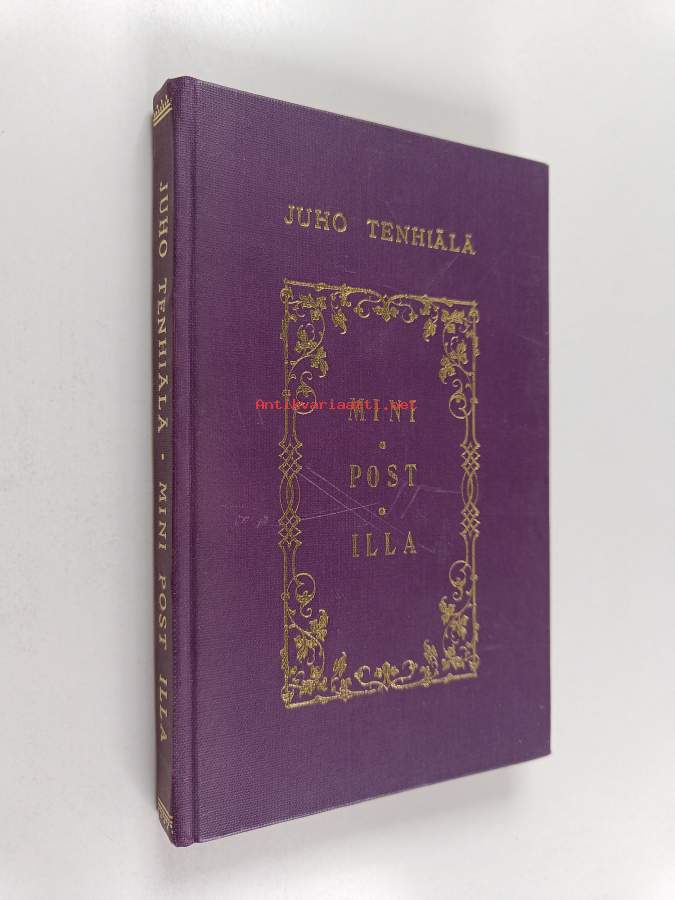 JUHO TENHIÄLÄ · MINI POST ILLA
JUHO TENHIÄLÄ
Antikvariaatti.net
MINI
POST
ILLA